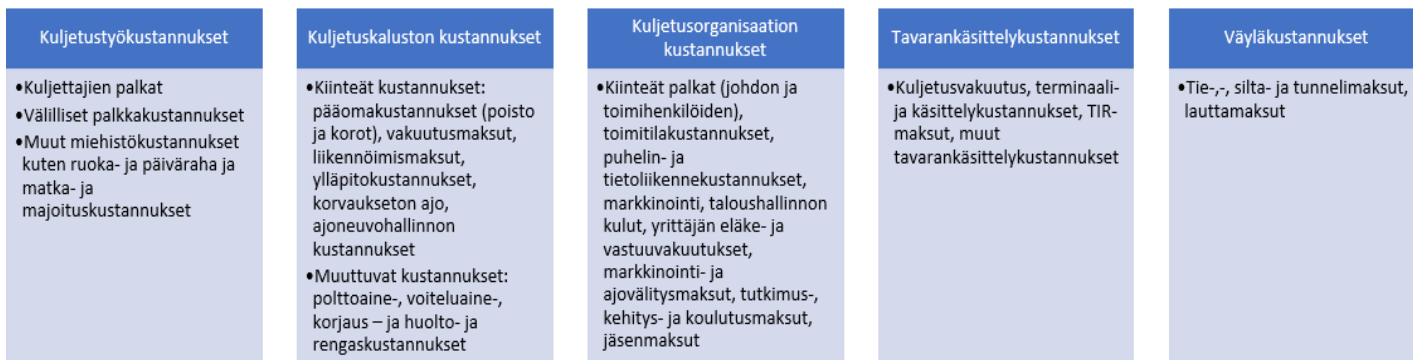 Kuljetustyökustannukset
•Kuljettajien palkat
•Välilliset palkkakustannukset
•Muut miehistökustannukset
kuten ruoka- ja päiväraha ja
matka- ja
majoituskustannukset
Kuljetuskaluston kustannukset
•Kiinteät kustannukset:
pääomakustannukset (poisto
ja korot), vakuutusmaksut,
liikennöimismaksut,
ylläpitokustannukset,
korvaukseton ajo,
ajoneuvohallinnon
kustannukset
•Muuttuvat kustannukset:
polttoaine-, voiteluaine-,
korjaus – ja huolto- ja
rengaskustannukset
Kuljetusorganisaation
kustannukset
•Kiinteät palkat (johdon ja
toimihenkilöiden),
toimitilakustannukset,
puhelin- ja
tietoliikennekustannukset,
markkinointi, taloushallinnon
kulut, yrittäjän eläke- ja
vastuuvakuutukset,
markkinointi- ja
ajovälitysmaksut, tutkimus-,
kehitys- ja koulutusmaksut,
jäsenmaksut
Tavarankäsittelykustannukset
•Kuljetusvakuutus, terminaali-
ja käsittelykustannukset, TIR-
maksut, muut
tavarankäsittelykustannukset
Väyläkustannukset
•Tie-,-, silta- ja tunnelimaksut,
lauttamaksut